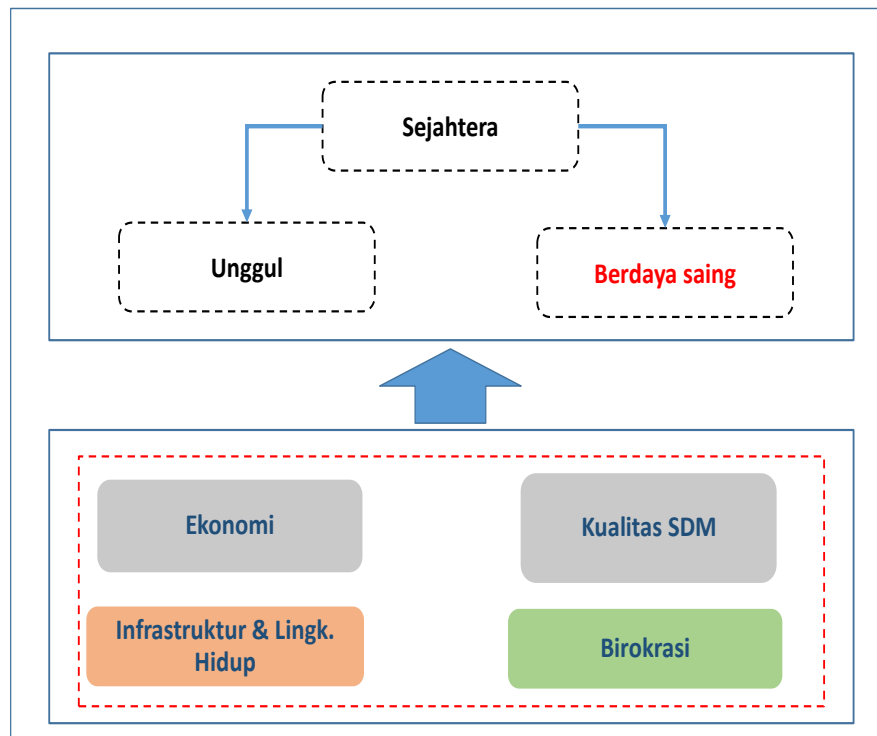 Sejahtera
Unggul
Berdaya saing
Ekonomi
Kualitas SDM
Infrastruktur & Lingk.
Hidup
Birokrasi